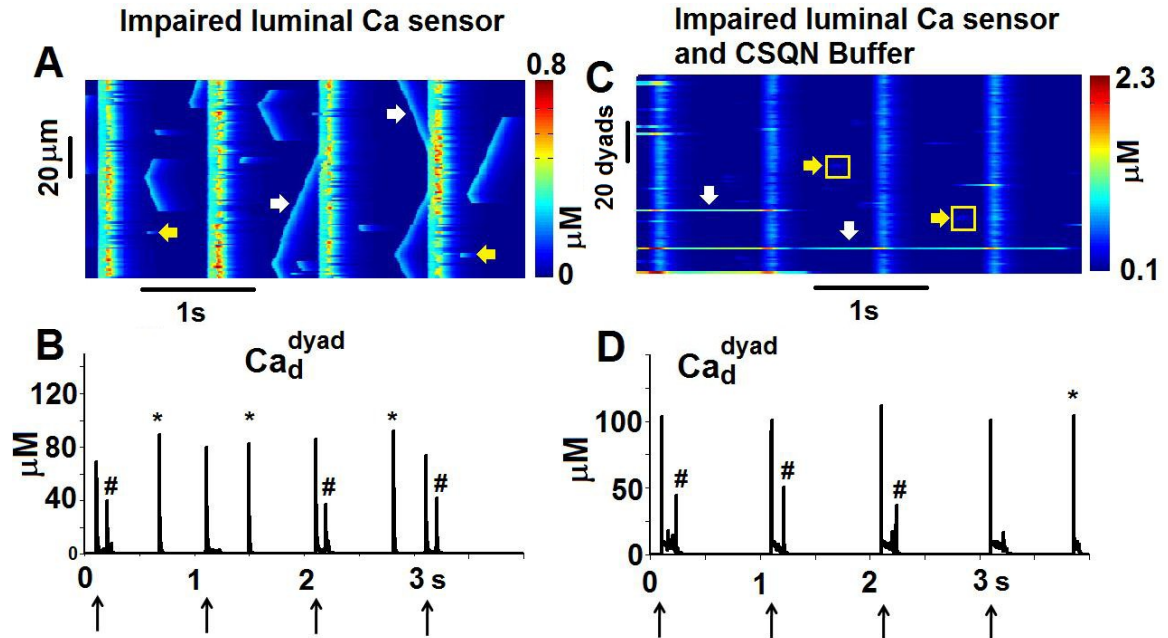 Impaired luminal Ca sensor
A
0.8
20 μm
μM
0
1s
B
Ca_d^dyad
μM
120
80
40
0
* * *
# # #
0 1 2 3 s
Impaired luminal Ca sensor
and CSQN Buffer
C
2.3
20 dyads
μM
0.1
1s
D
Ca_d^dyad
μM
100
50
0
# # #
*
0 1 2 3 s